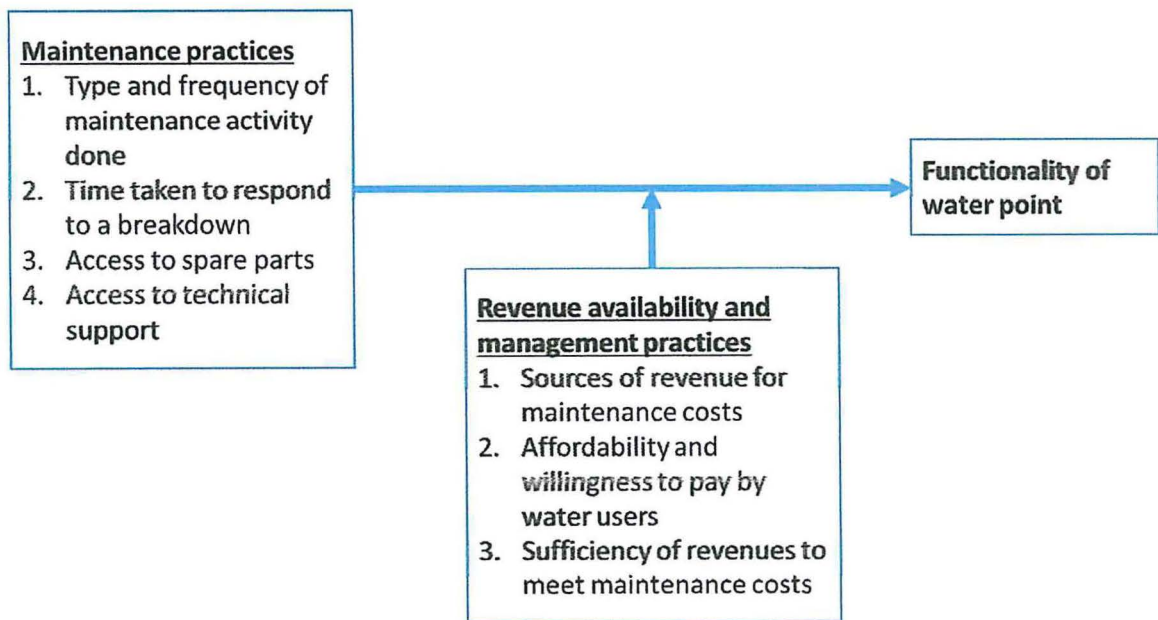 Maintenance practices
1. Type and frequency of
maintenance activity
done
2. Time taken to respond
to a breakdown
3. Access to spare parts
4. Access to technical
support
Functionality of
water point
Revenue availability and
management practices
1. Sources of revenue for
maintenance costs
2. Affordability and
willingness to pay by
water users
3. Sufficiency of revenues to
meet maintenance costs